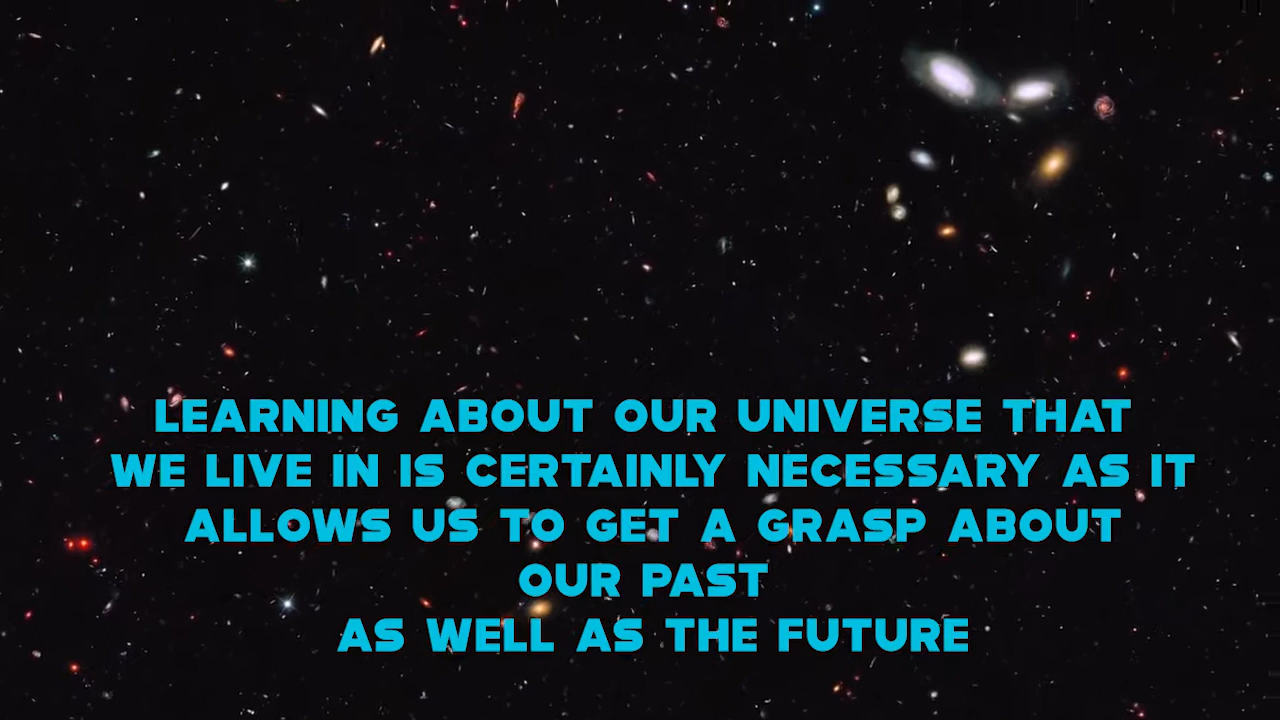 LEARNING ABOUT OUR UNIVERSE THAT
WE LIVE IN IS CERTAINLY NECESSARY AS IT
ALLOWS US TO GET A GRASP ABOUT
OUR PAST
AS WELL AS THE FUTURE